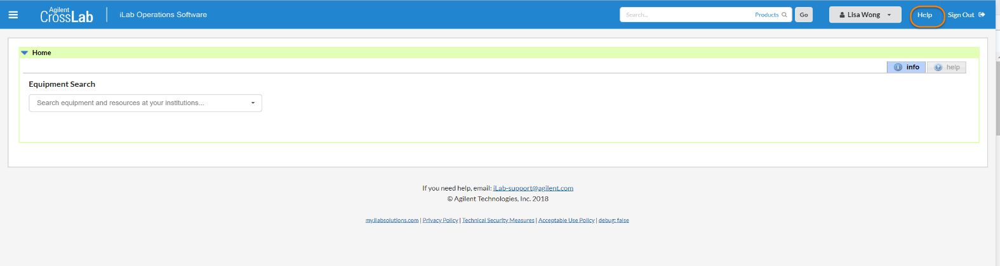 Agilent
CrossLab
iLab Operations Software
Search...
Products
Go
Lisa Wong
Help
Sign Out
Home
info
help
Equipment Search
Search equipment and resources at your institutions...
If you need help, email: iLab-support@agilent.com
© Agilent Technologies, Inc. 2018
my.ilabsolutions.com | Privacy Policy | Technical Security Measures | Acceptable Use Policy | debug: false